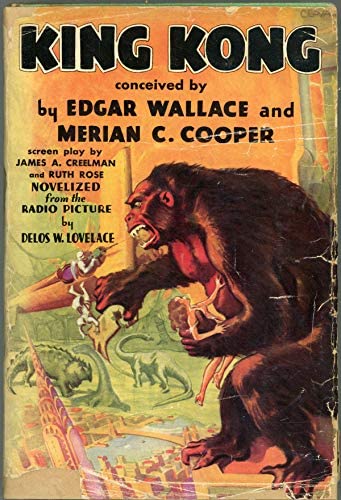 KING KONG
conceived by
by EDGAR WALLACE and
MERIAN C. COOPER
screen play by
JAMES A. CREELMAN
and RUTH ROSE
NOVELIZED
from the
RADIO PICTURE
by
DELOS W. LOVELACE